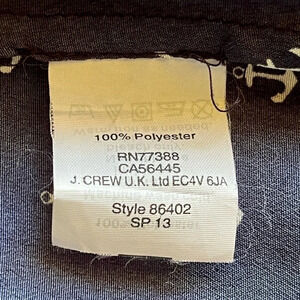 100% Polyester
RN77388
CA56445
J. CREW U.K. Ltd EC4V 6JA
Style 86402
SP 13